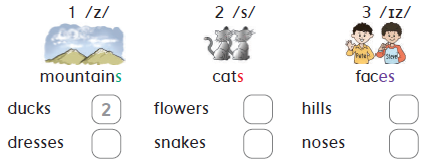 1 /z/ 2 /s/ 3 /ɪz/
Peter Steve
mountains cats faces
ducks 2 flowers hills
dresses snakes noses